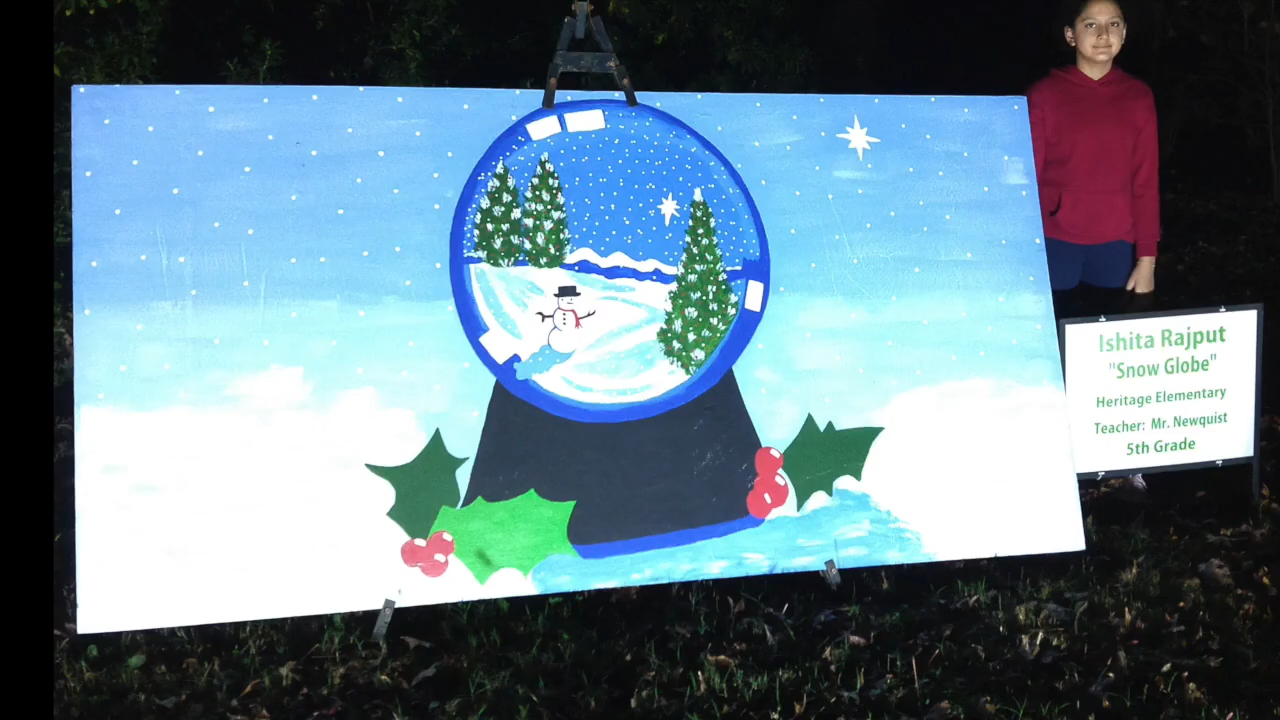 Ishita Rajput
"Snow Globe"
Heritage Elementary
Teacher: Mr. Newquist
5th Grade